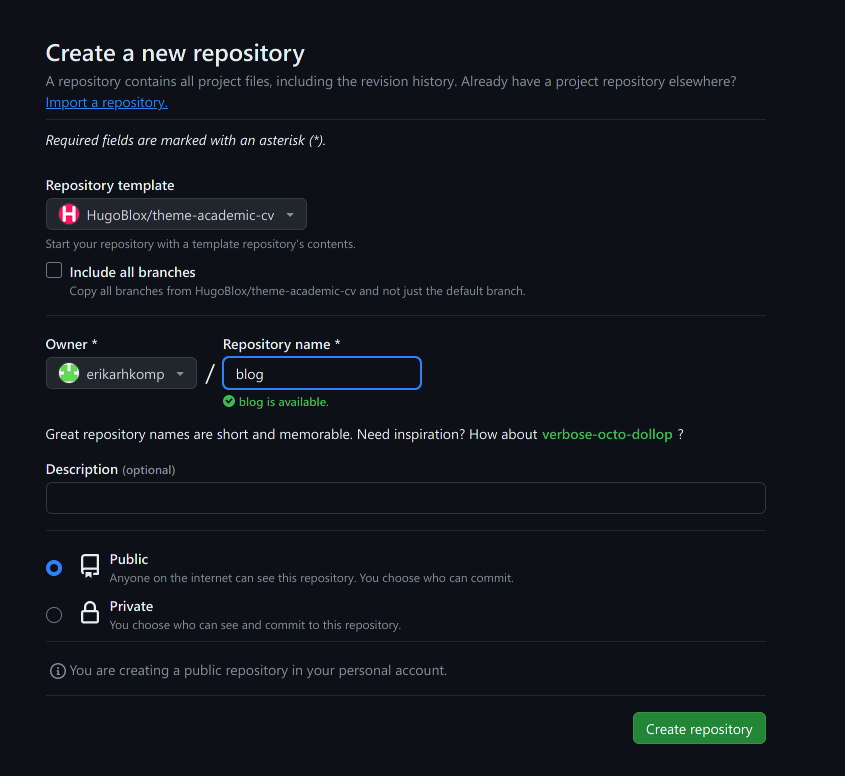 Create a new repository
A repository contains all project files, including the revision history. Already have a project repository elsewhere?
Import a repository.
Required fields are marked with an asterisk (*).
Repository template
H HugoBlox/theme-academic-cv
Start your repository with a template repository's contents.
Include all branches
Copy all branches from HugoBlox/theme-academic-cv and not just the default branch.
Owner * Repository name *
erikarhkomp / blog
blog is available.
Great repository names are short and memorable. Need inspiration? How about verbose-octo-dollop ?
Description (optional)
Public
Anyone on the internet can see this repository. You choose who can commit.
Private
You choose who can see and commit to this repository.
You are creating a public repository in your personal account.
Create repository